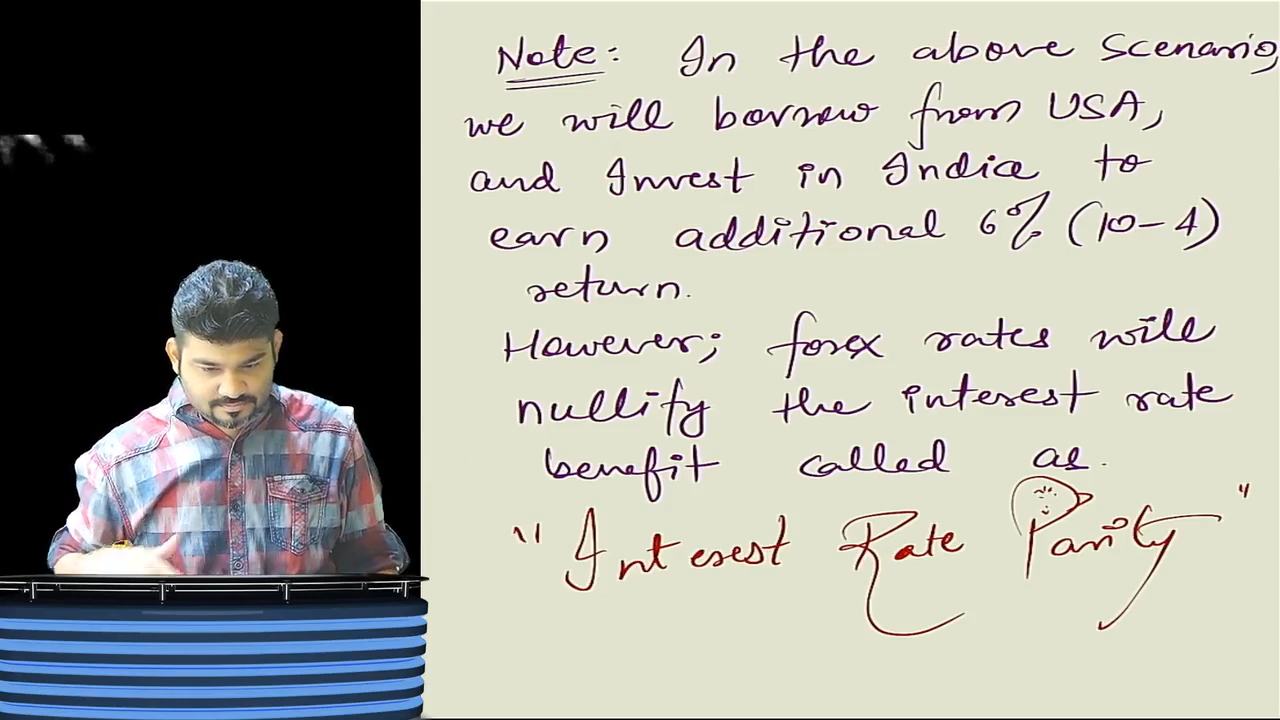 Note: In the above scenario,
we will borrow from USA,
and Invest in India to
earn additional 6% (10-4)
return.
However; forex rates will
nullify the interest rate
benefit called as.
"Interest Rate Parity"